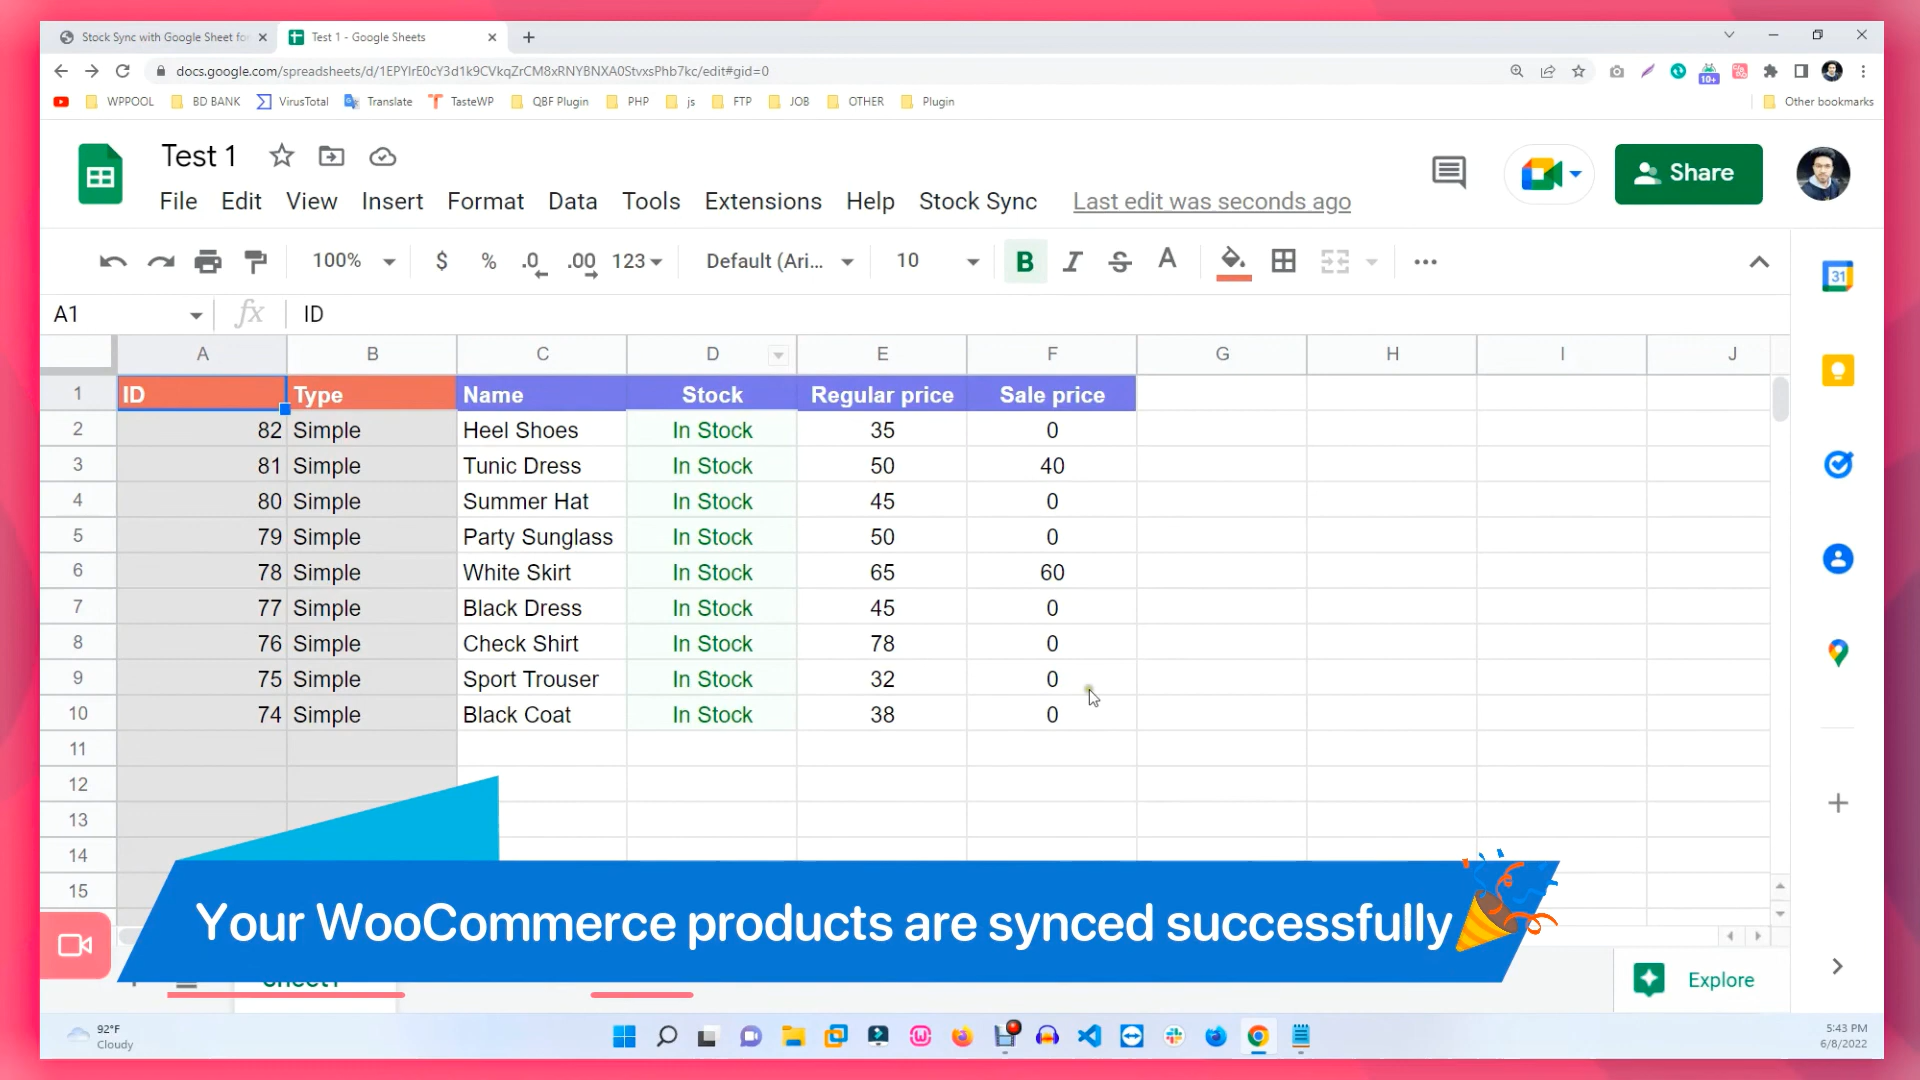 Stock Sync with Google Sheet fo
Test 1 - Google Sheets
docs.google.com/spreadsheets/d/1EPYIrE0cY3d1k9CVkqZrCM8xRNYBNXA0StvxsPhb7kc/edit#gid=0
WPPOOL BD BANK VirusTotal Translate TasteWP QBF Plugin PHP js FTP JOB OTHER Plugin Other bookmarks
10+
Test 1
File Edit View Insert Format Data Tools Extensions Help Stock Sync Last edit was seconds ago
Share
100% $ % .0 .00 123 Default (Ari... 10 B I S A
31
A1 fx ID
A B C D E F G H I J
1 ID Type Name Stock Regular price Sale price
2 82 Simple Heel Shoes In Stock 35 0
3 81 Simple Tunic Dress In Stock 50 40
4 80 Simple Summer Hat In Stock 45 0
5 79 Simple Party Sunglass In Stock 50 0
6 78 Simple White Skirt In Stock 65 60
7 77 Simple Black Dress In Stock 45 0
8 76 Simple Check Shirt In Stock 78 0
9 75 Simple Sport Trouser In Stock 32 0
10 74 Simple Black Coat In Stock 38 0
11
12
13
14
15
Your WooCommerce products are synced successfully
Explore
92°F
Cloudy
5:43 PM
6/8/2022